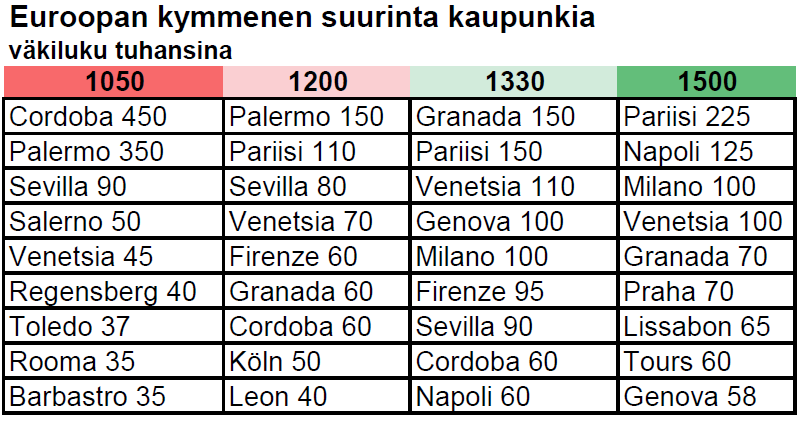 Euroopan kymmenen suurinta kaupunkia
väkiluku tuhansina
1050 1200 1330 1500
Cordoba 450 Palermo 150 Granada 150 Pariisi 225
Palermo 350 Pariisi 110 Pariisi 150 Napoli 125
Sevilla 90 Sevilla 80 Venetsia 110 Milano 100
Salerno 50 Venetsia 70 Genova 100 Venetsia 100
Venetsia 45 Firenze 60 Milano 100 Granada 70
Regensberg 40 Granada 60 Firenze 95 Praha 70
Toledo 37 Cordoba 60 Sevilla 90 Lissabon 65
Rooma 35 Köln 50 Cordoba 60 Tours 60
Barbastro 35 Leon 40 Napoli 60 Genova 58